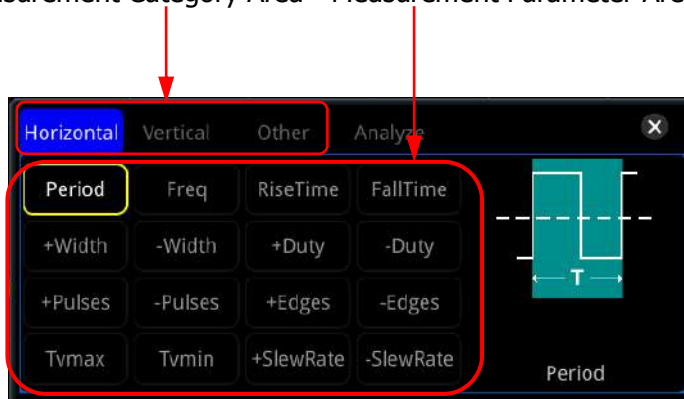 Measurement Category Area Measurement Parameter Area
Horizontal Vertical Other Analyze
Period Freq RiseTime FallTime
+Width -Width +Duty -Duty
T
+Pulses -Pulses +Edges -Edges
Tvmax Tvmin +SlewRate -SlewRate
Period